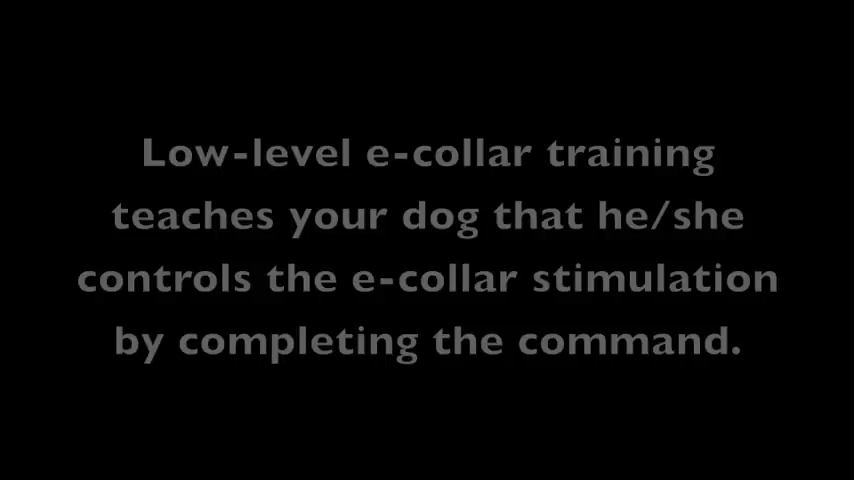 Low-level e-collar training
teaches your dog that he/she
controls the e-collar stimulation
by completing the command.